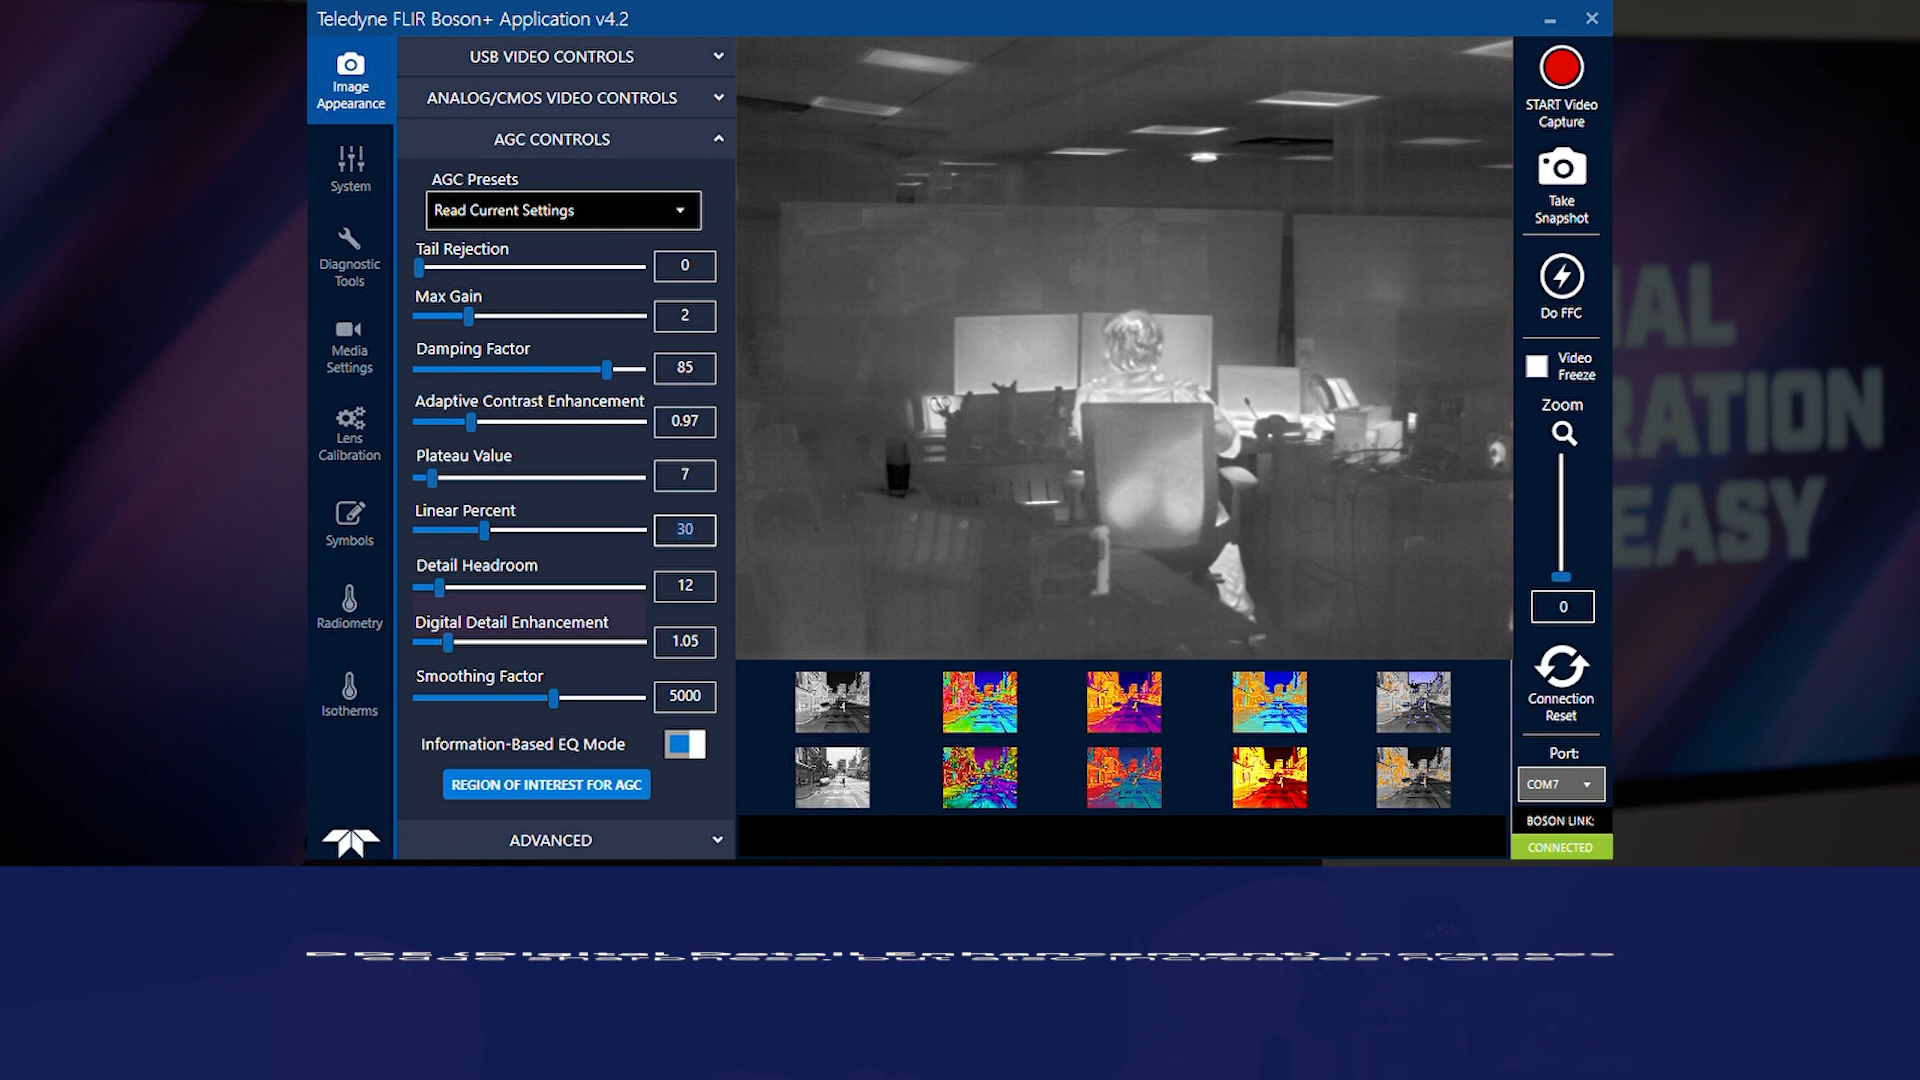 Teledyne FLIR Boson+ Application v4.2
Image
Appearance
System
Diagnostic
Tools
Media
Settings
Lens
Calibration
Symbols
Radiometry
Isotherms
USB VIDEO CONTROLS
ANALOG/CMOS VIDEO CONTROLS
AGC CONTROLS
AGC Presets
Read Current Settings
Tail Rejection
0
Max Gain
2
Damping Factor
85
Adaptive Contrast Enhancement
0.97
Plateau Value
7
Linear Percent
30
Detail Headroom
12
Digital Detail Enhancement
1.05
Smoothing Factor
5000
Information-Based EQ Mode
REGION OF INTEREST FOR AGC
ADVANCED
START Video
Capture
Take
Snapshot
Do FFC
Video
Freeze
Zoom
0
Connection
Reset
Port:
COM7
BOSON LINK:
CONNECTED
EASY